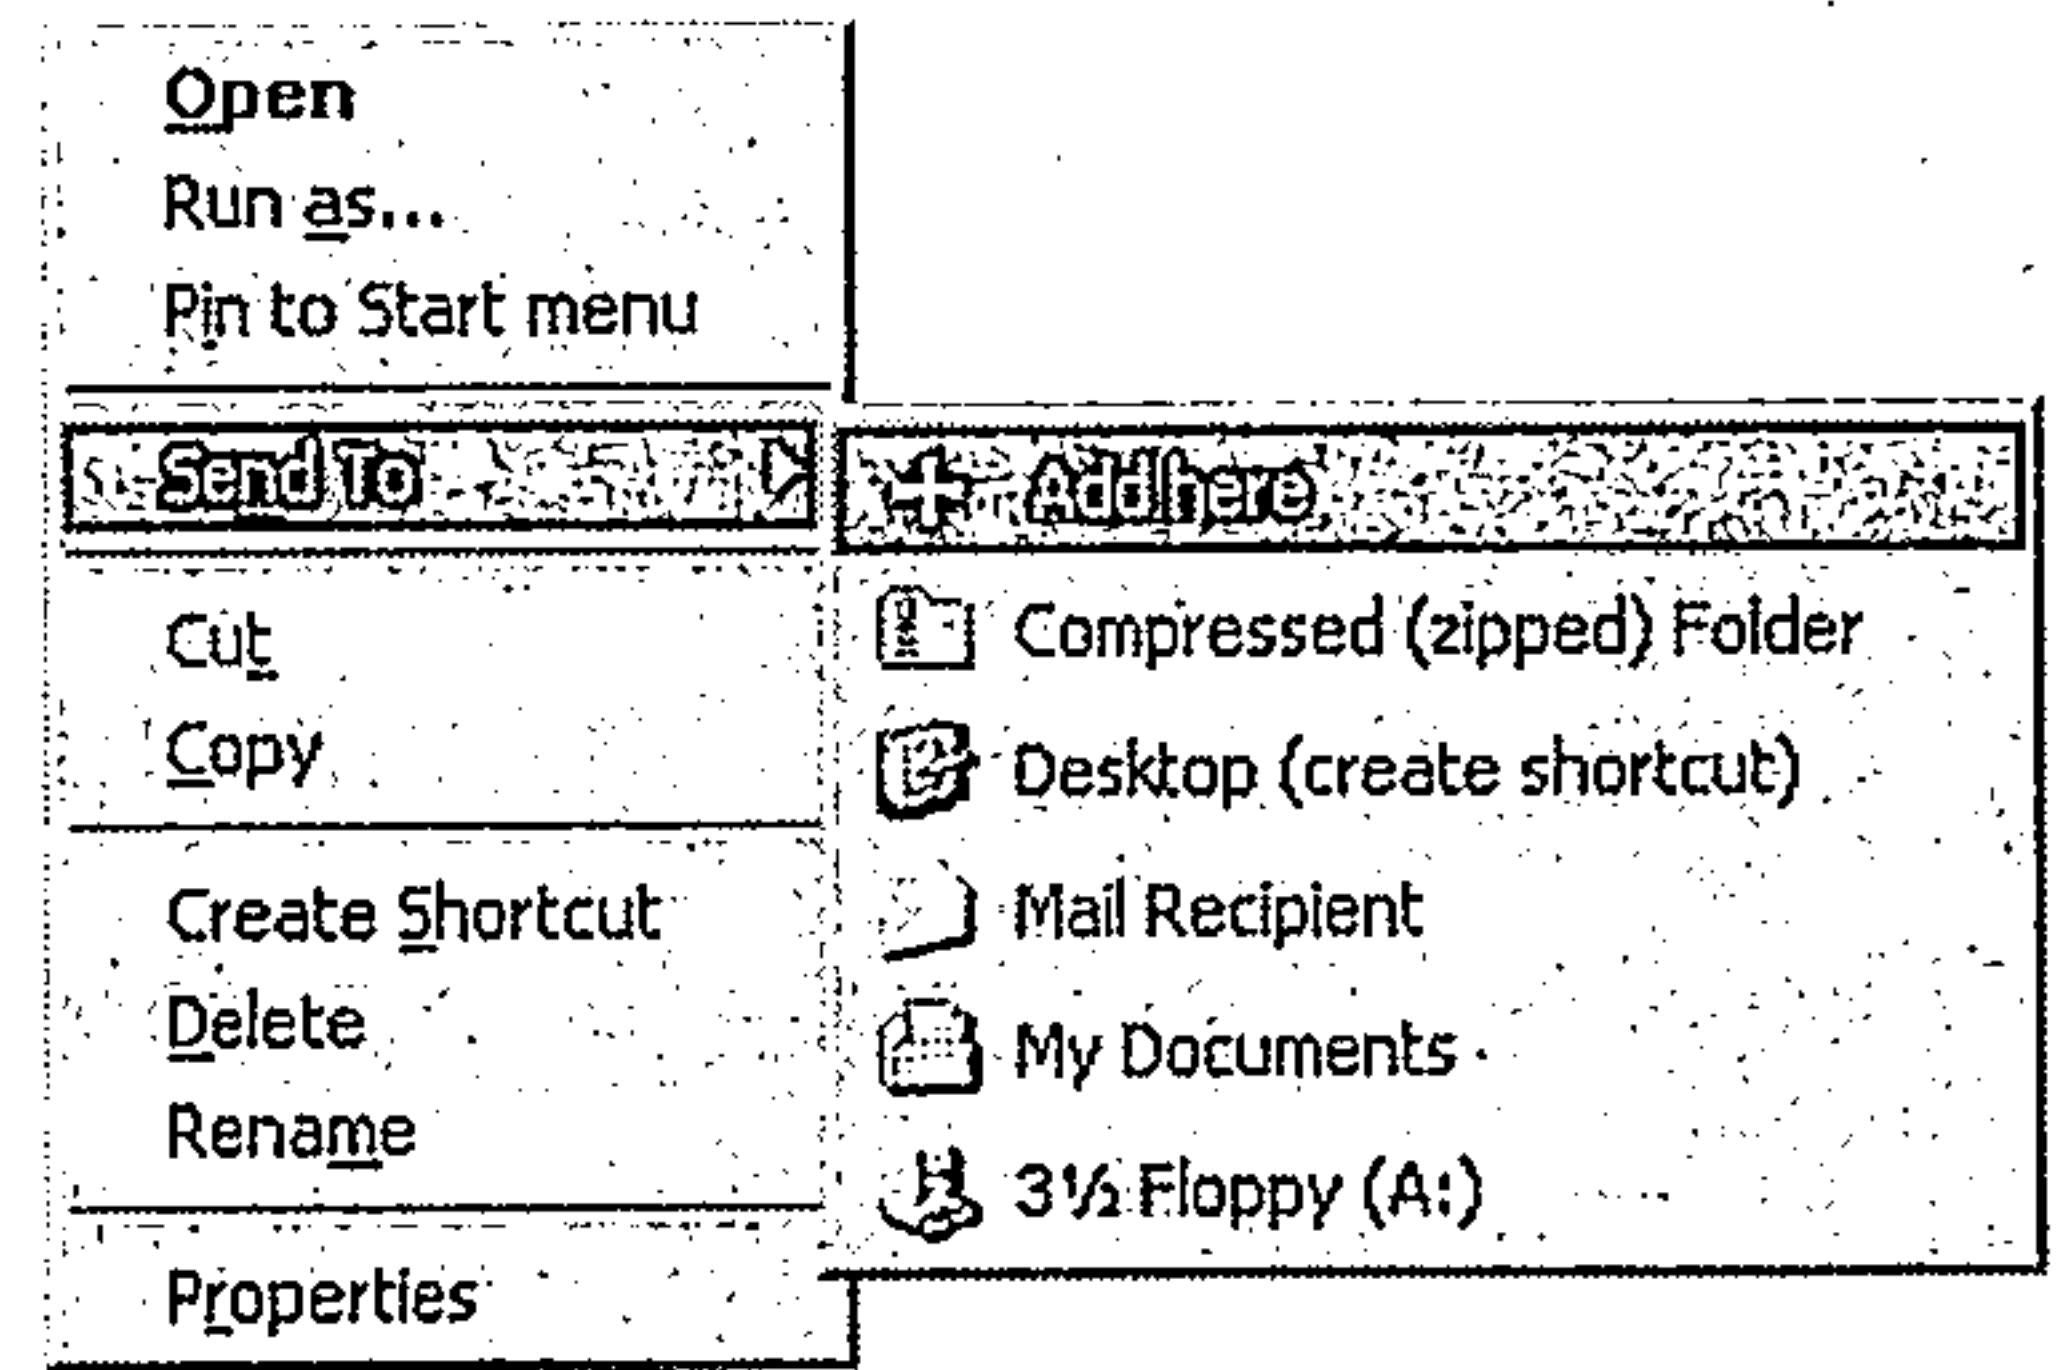 Open
Run as...
Pin to Start menu
Send To
Cut
Copy
Create Shortcut
Delete
Rename
Properties
Add here
Compressed (zipped) Folder
Desktop (create shortcut)
Mail Recipient
My Documents
3½ Floppy (A:)